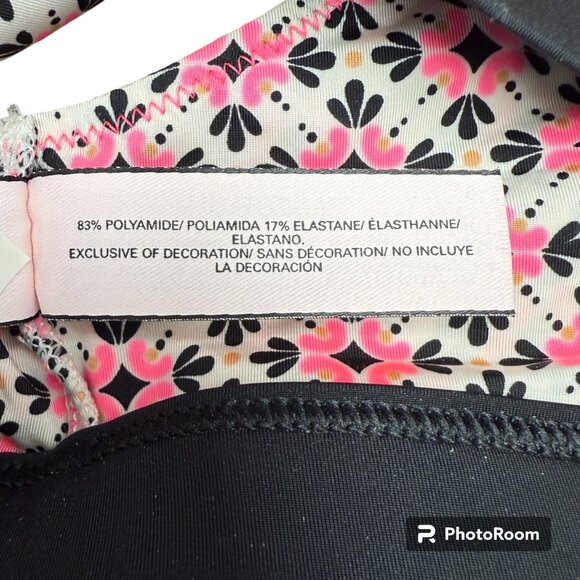 83% POLYAMIDE/ POLIAMIDA 17% ELASTANE/ ÉLASTHANNE/
ELASTANO.
EXCLUSIVE OF DECORATION/ SANS DÉCORATION/ NO INCLUYE
LA DECORACIÓN
PhotoRoom